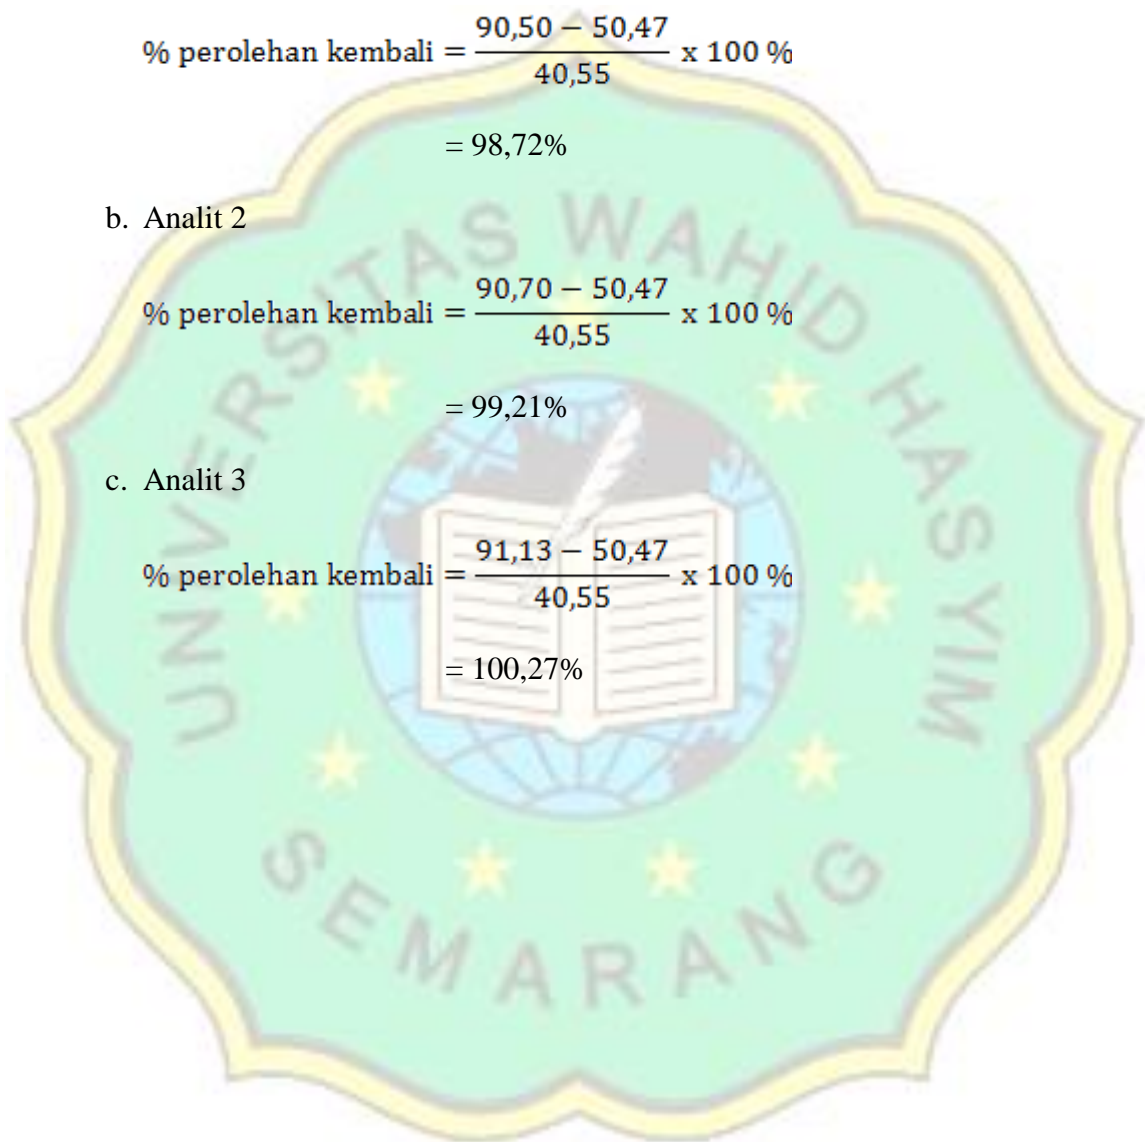 % perolehan kembali = (90,50 − 50,47) / 40,55 x 100 %
= 98,72%
b. Analit 2
% perolehan kembali = (90,70 − 50,47) / 40,55 x 100 %
= 99,21%
c. Analit 3
% perolehan kembali = (91,13 − 50,47) / 40,55 x 100 %
= 100,27%
UNIVERSITAS WAHID HASYIM
SEMARANG